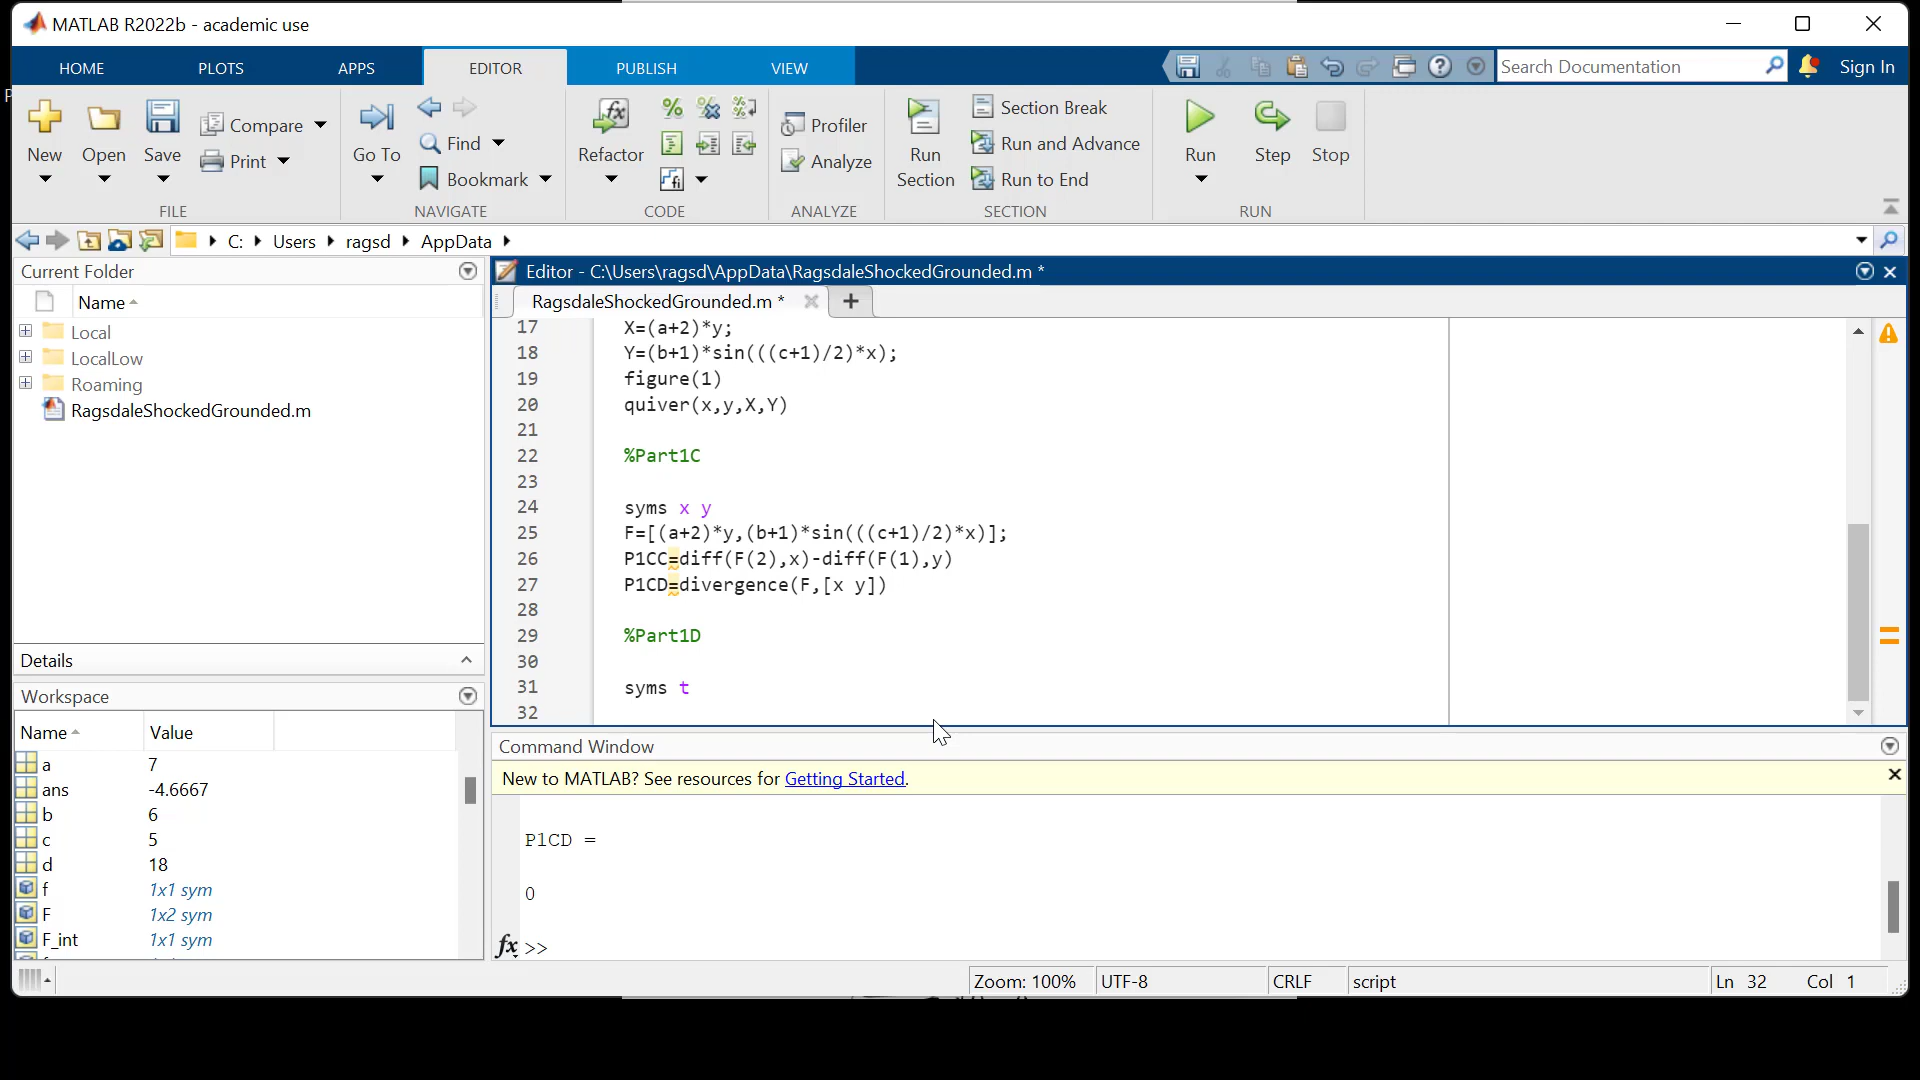 MATLAB R2022b - academic use
HOME PLOTS APPS EDITOR PUBLISH VIEW
Search Documentation
Sign In
New
Open
Save
Compare
Print
FILE
Go To
Find
Bookmark
NAVIGATE
Refactor
CODE
Profiler
Analyze
ANALYZE
Run
Section
Section Break
Run and Advance
Run to End
SECTION
Run
Step
Stop
RUN
C: Users ragsd AppData
Current Folder
Name
Local
LocalLow
Roaming
RagsdaleShockedGrounded.m
Details
Workspace
Name Value
a 7
ans -4.6667
b 6
c 5
d 18
f 1x1 sym
F 1x2 sym
F_int 1x1 sym
Editor - C:\Users\ragsd\AppData\RagsdaleShockedGrounded.m *
RagsdaleShockedGrounded.m *
17 X=(a+2)*y;
18 Y=(b+1)*sin(((c+1)/2)*x);
19 figure(1)
20 quiver(x,y,X,Y)
21
22 %Part1C
23
24 syms x y
25 F=[(a+2)*y,(b+1)*sin(((c+1)/2)*x)];
26 P1CC=diff(F(2),x)-diff(F(1),y)
27 P1CD=divergence(F,[x y])
28
29 %Part1D
30
31 syms t
32
Command Window
New to MATLAB? See resources for Getting Started.
P1CD =
0
fx >>
Zoom: 100% UTF-8 CRLF script Ln 32 Col 1